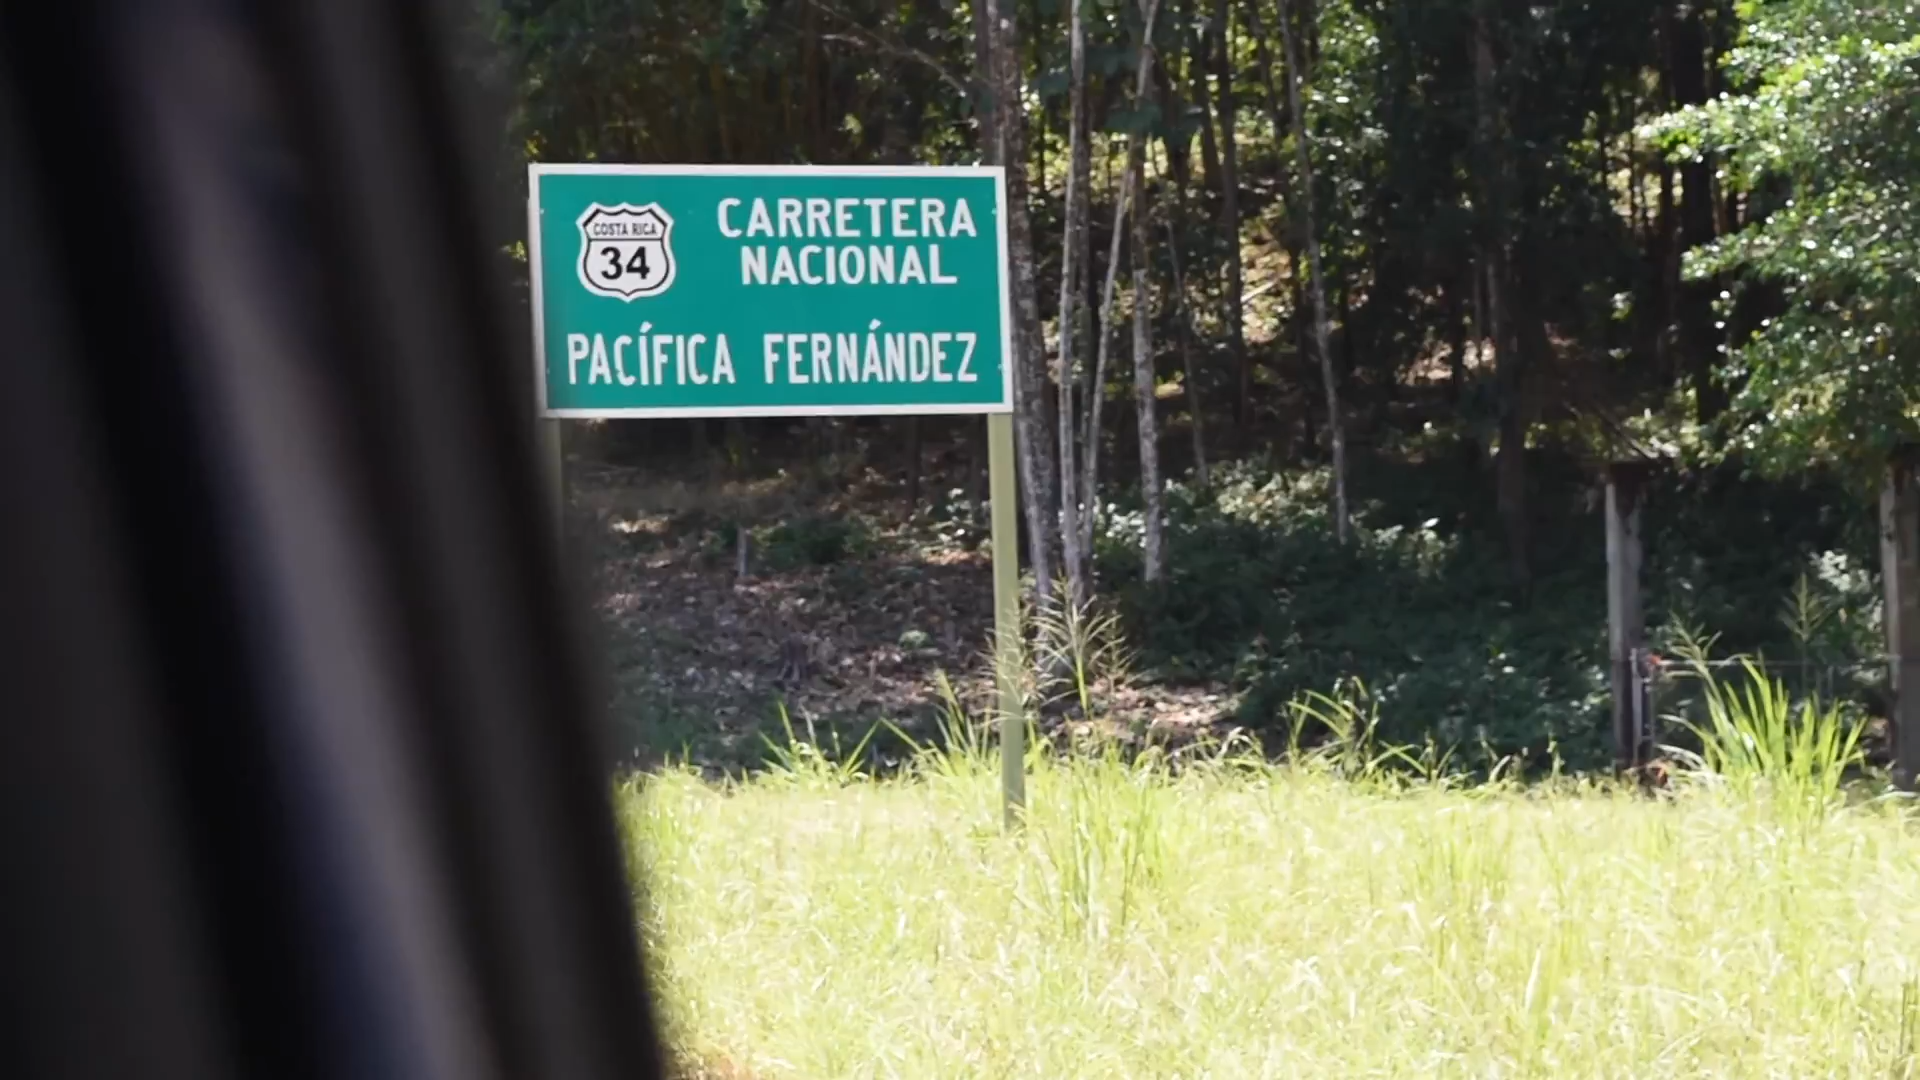 COSTA RICA
34
CARRETERA
NACIONAL
PACÍFICA FERNÁNDEZ